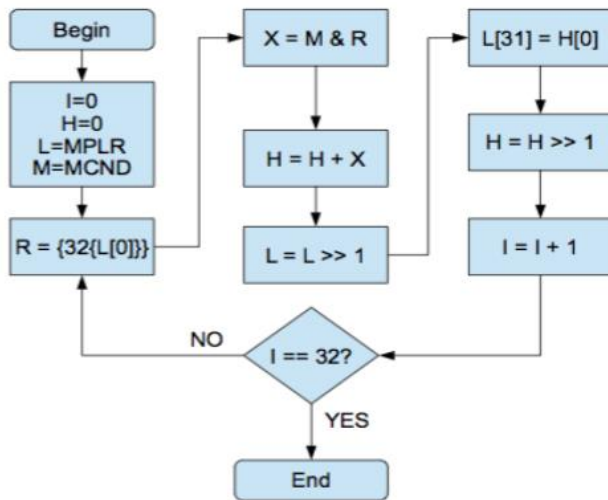 Begin
I=0
H=0
L=MPLR
M=MCND
R = {32{L[0]}}
X = M & R
H = H + X
L = L >> 1
L[31] = H[0]
H = H >> 1
I = I + 1
I == 32?
NO
YES
End